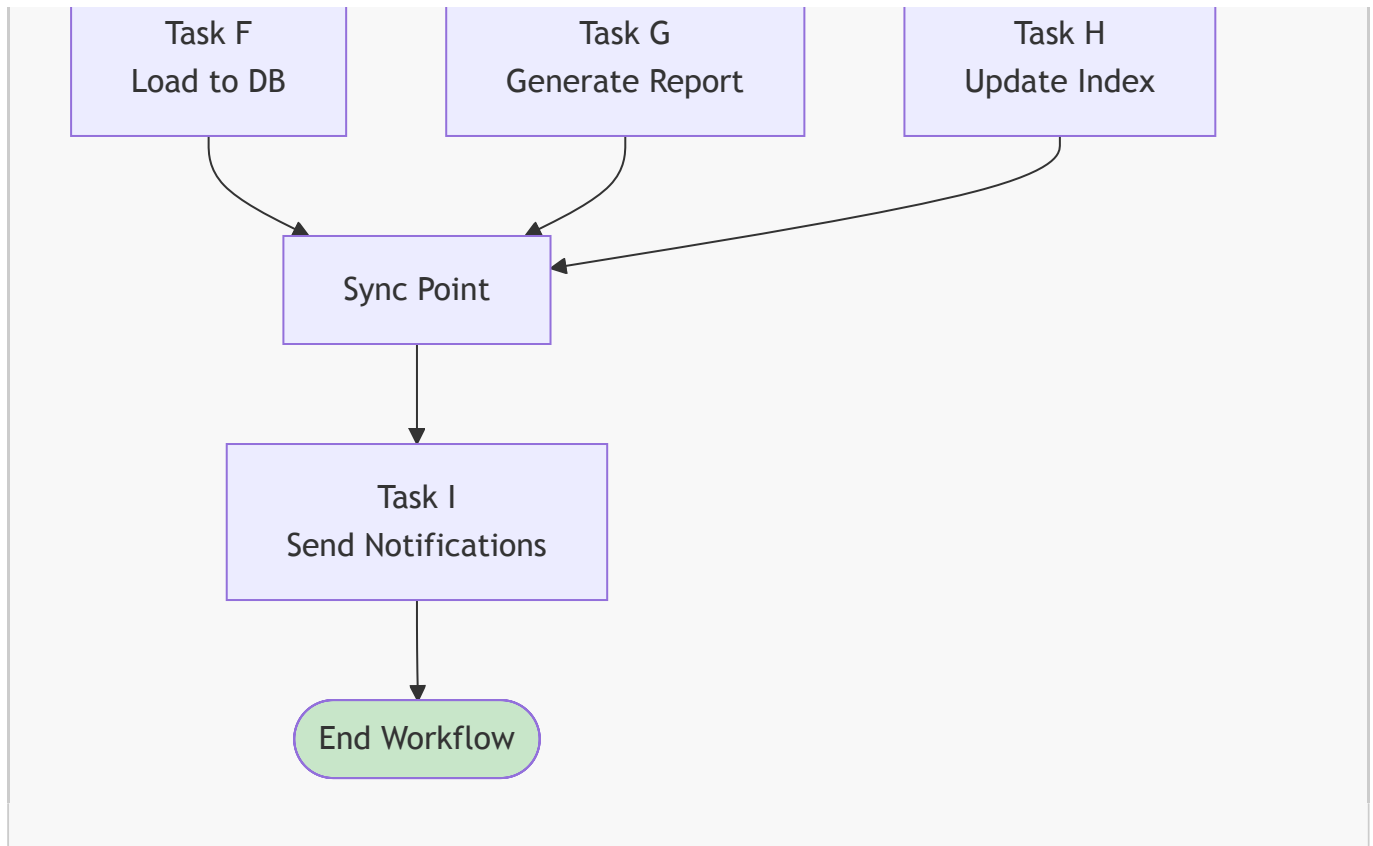 Task F
Load to DB
Task G
Generate Report
Task H
Update Index
Sync Point
Task I
Send Notifications
End Workflow